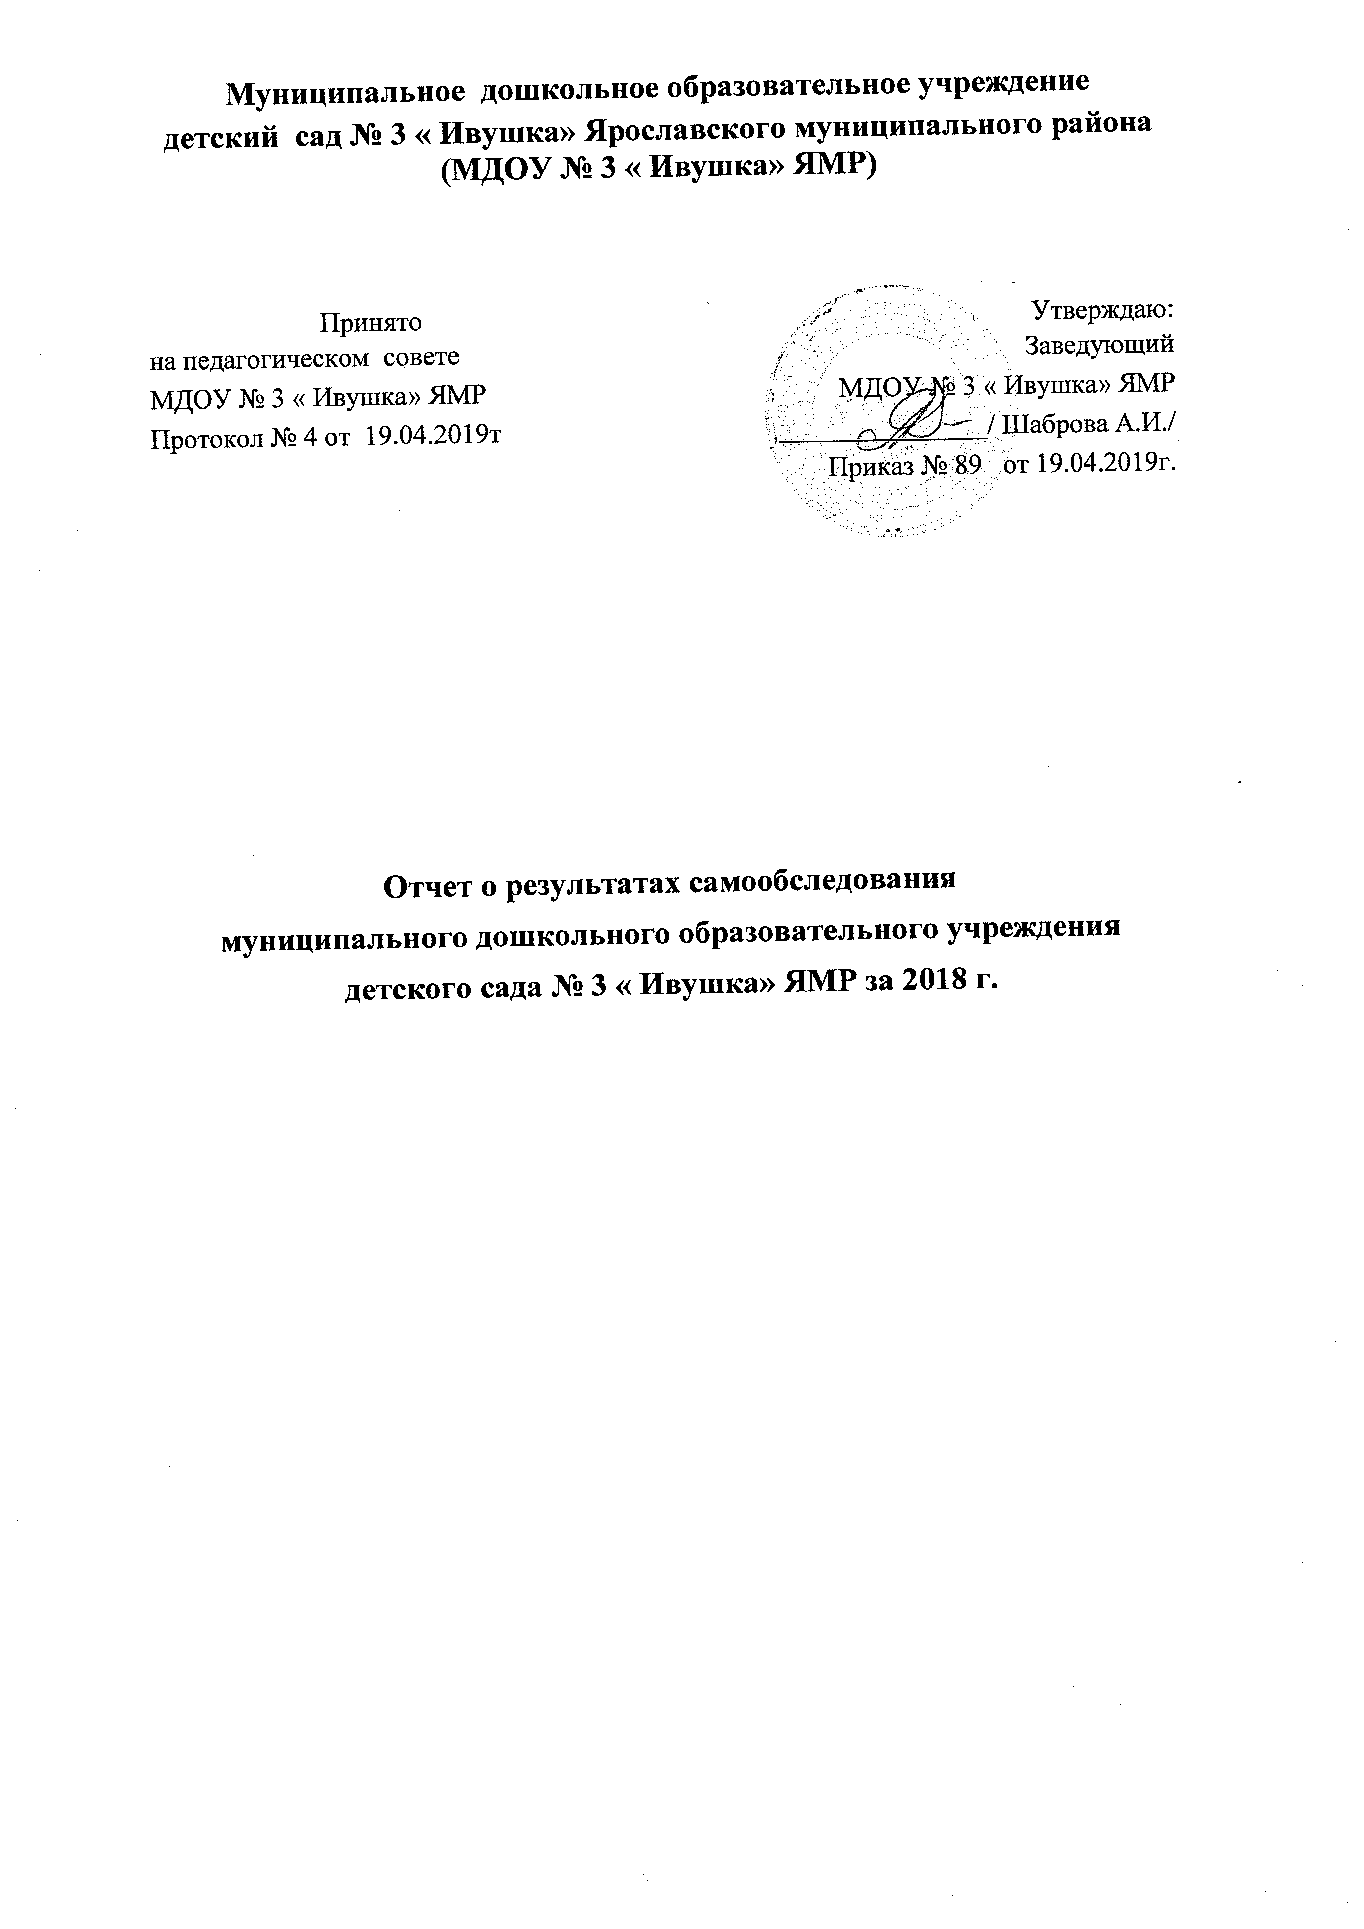 Муниципальное дошкольное образовательное учреждение
детский сад № 3 « Ивушка» Ярославского муниципального района
(МДОУ № 3 « Ивушка» ЯМР)
Принято
на педагогическом совете
МДОУ № 3 « Ивушка» ЯМР
Протокол № 4 от 19.04.2019т
Утверждаю:
Заведующий
МДОУ № 3 « Ивушка» ЯМР
/ Шаброва А.И./
Приказ № 89 от 19.04.2019г.
Отчет о результатах самообследования
муниципального дошкольного образовательного учреждения
детского сада № 3 « Ивушка» ЯМР за 2018 г.